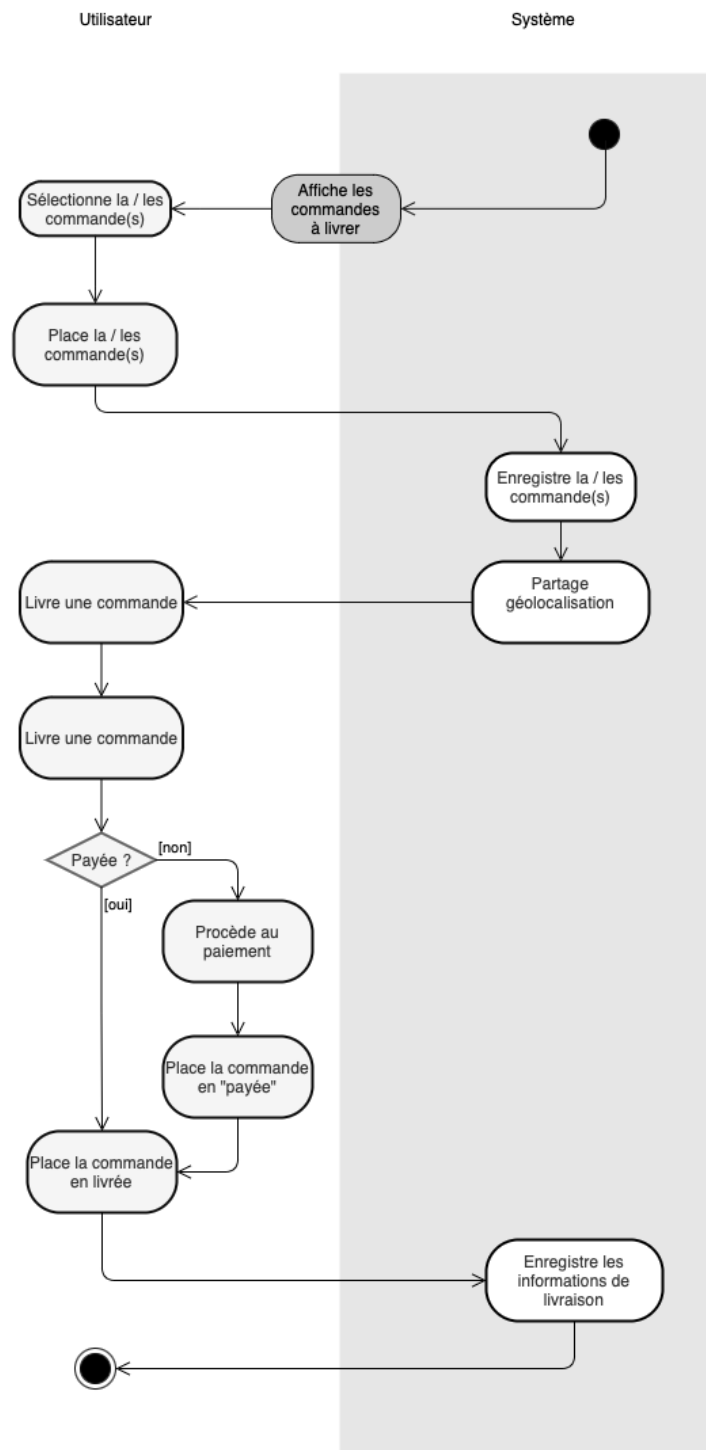 Utilisateur
Système
Affiche les
commandes
à livrer
Sélectionne la / les
commande(s)
Place la / les
commande(s)
Enregistre la / les
commande(s)
Partage
géolocalisation
Livre une commande
Livre une commande
Payée ?
[non]
[oui]
Procède au
paiement
Place la commande
en "payée"
Place la commande
en livrée
Enregistre les
informations de
livraison